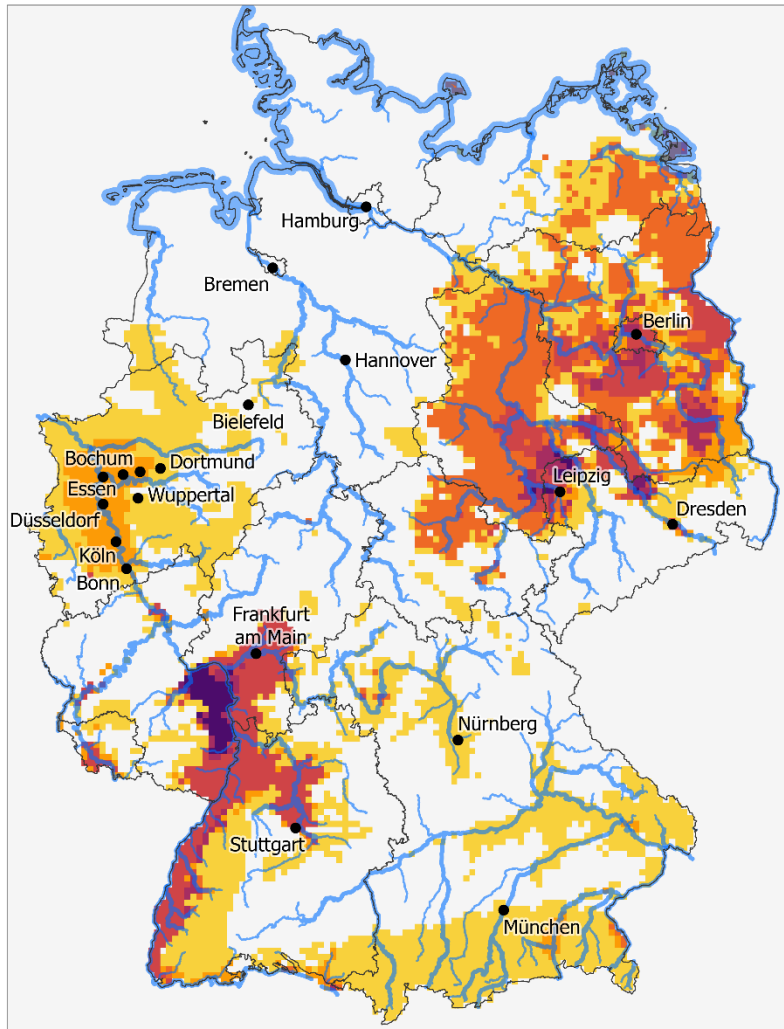 Hamburg
Bremen
Berlin
Hannover
Bielefeld
Bochum
Dortmund
Essen
Wuppertal
Leipzig
Düsseldorf
Dresden
Köln
Bonn
Frankfurt
am Main
Nürnberg
Stuttgart
München